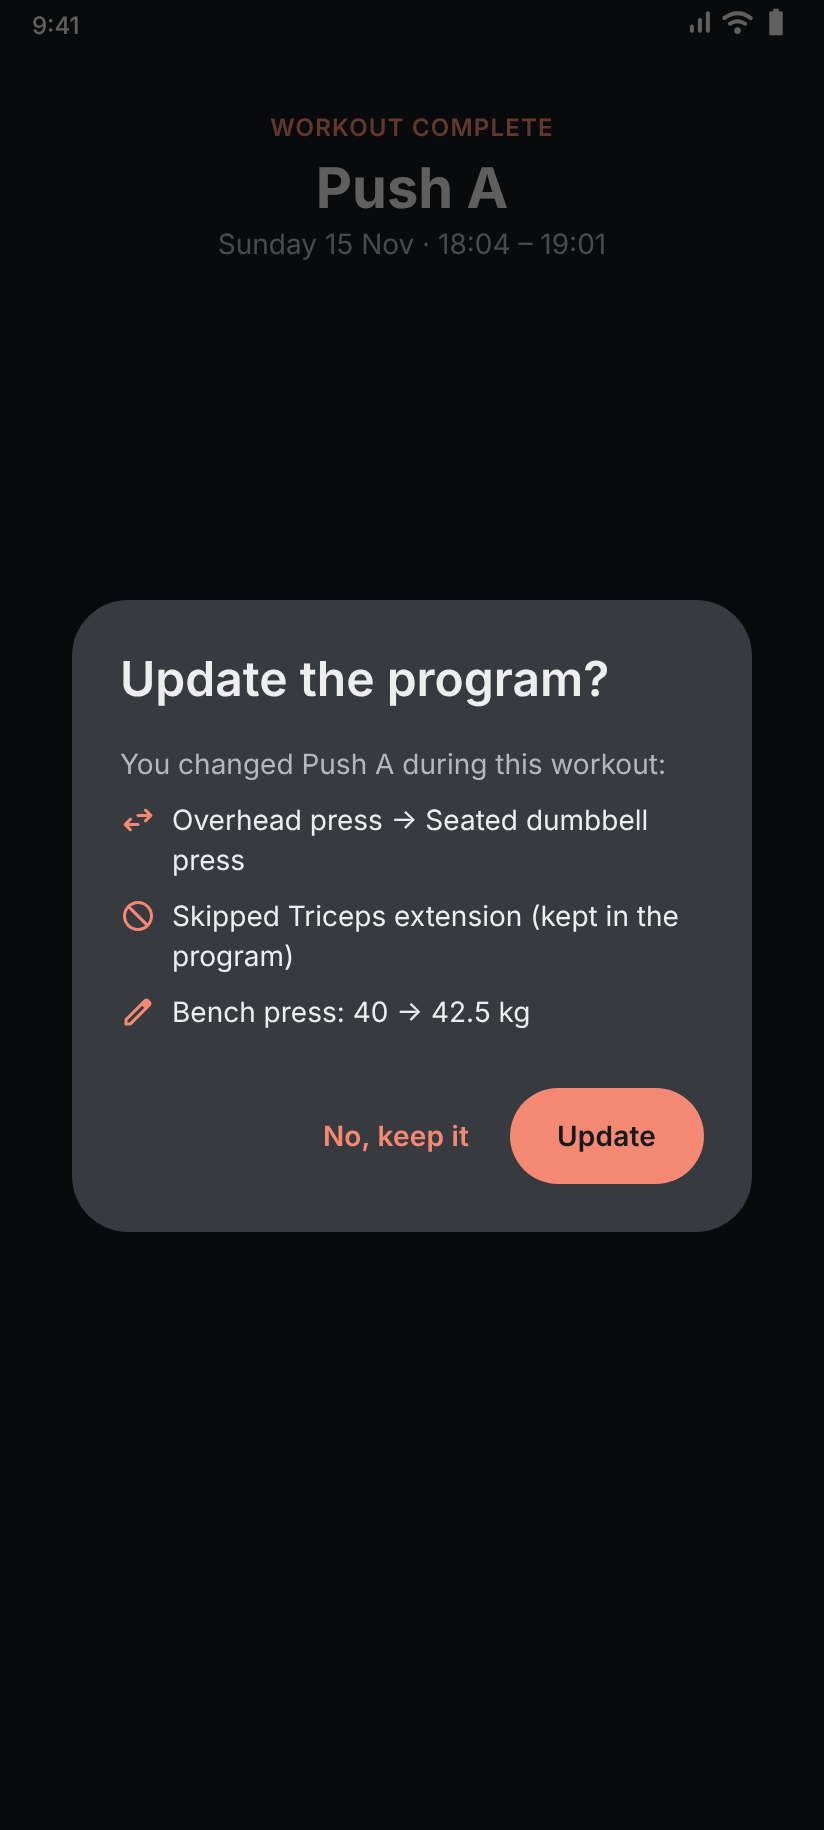 9:41
WORKOUT COMPLETE
Push A
Sunday 15 Nov · 18:04 – 19:01
Update the program?
You changed Push A during this workout:
Overhead press → Seated dumbbell
press
Skipped Triceps extension (kept in the
program)
Bench press: 40 → 42.5 kg
No, keep it
Update